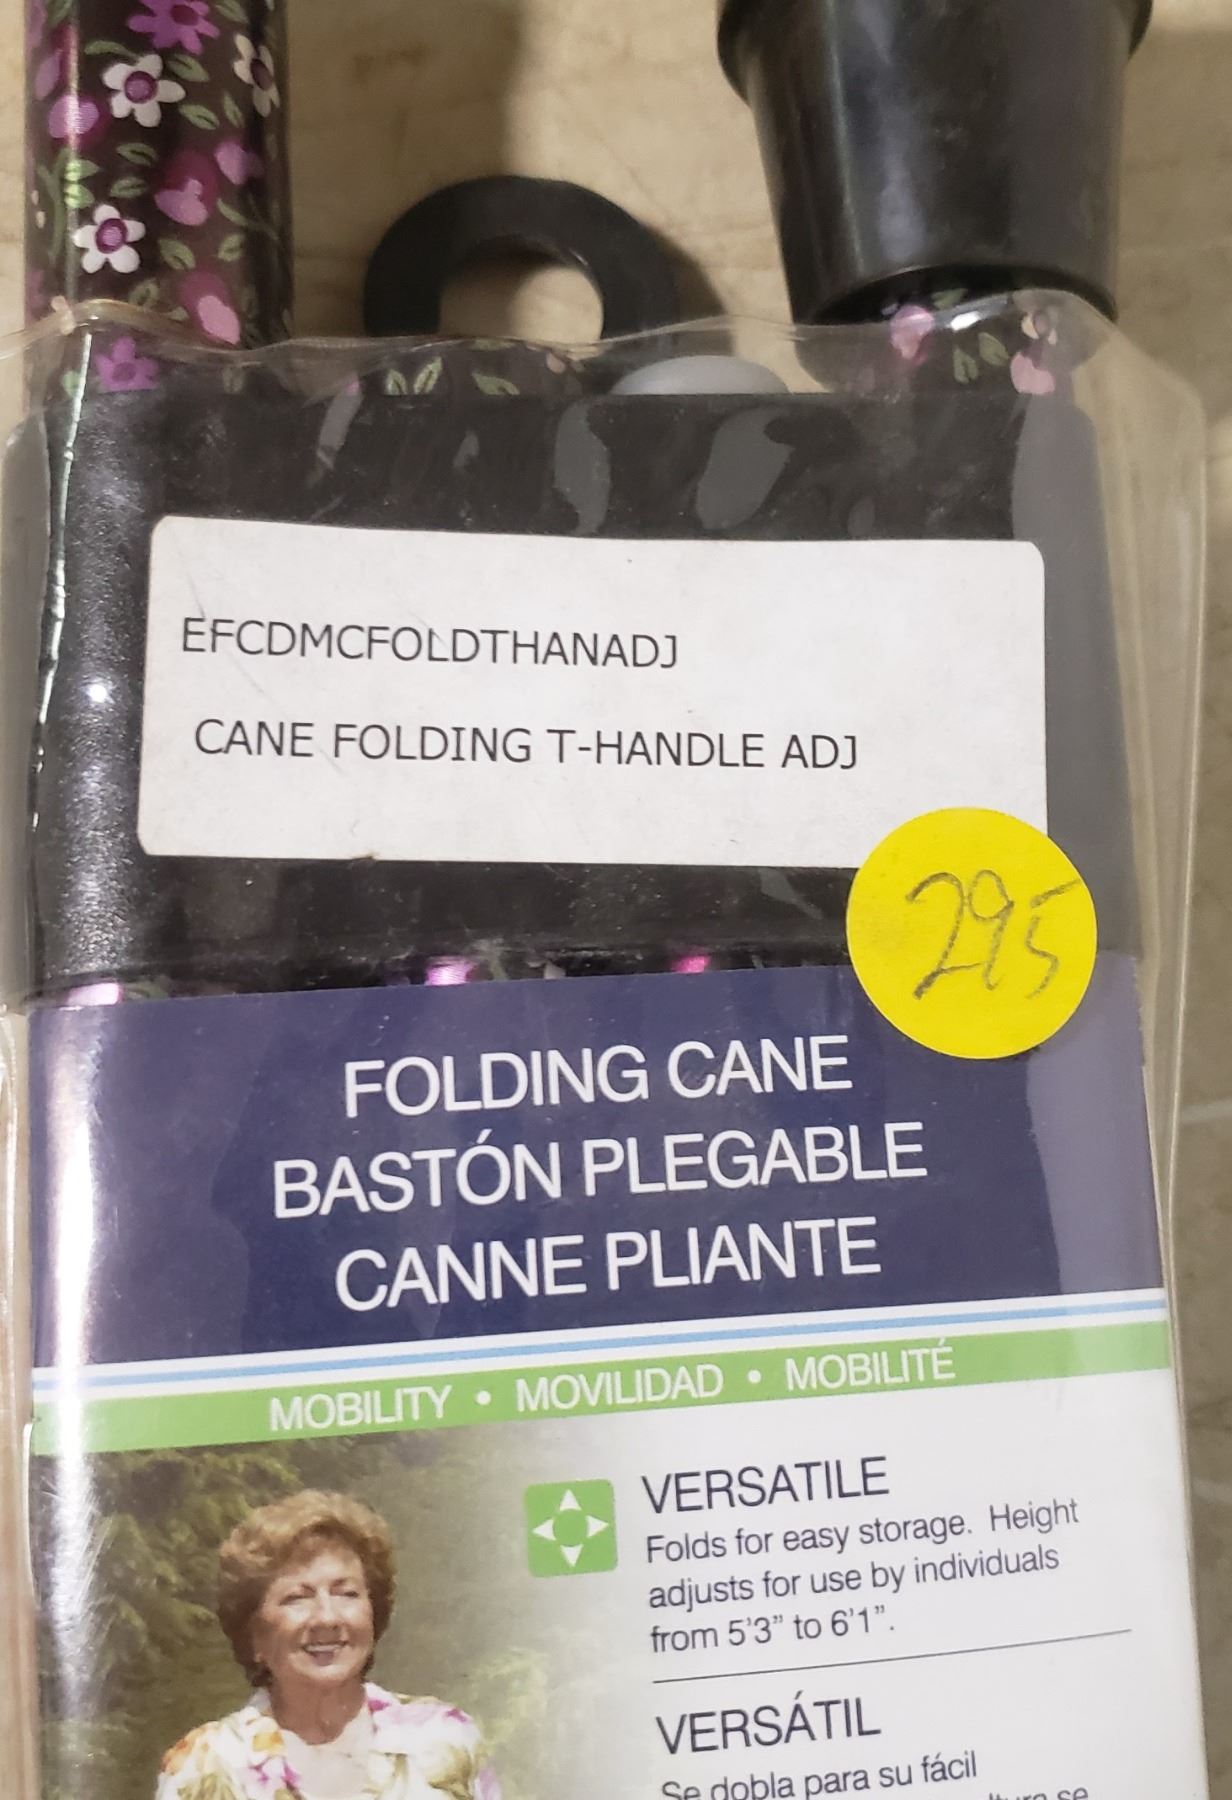 EFCDMCFOLDTHANADJ
CANE FOLDING T-HANDLE ADJ
295
FOLDING CANE
BASTÓN PLEGABLE
CANNE PLIANTE
MOBILITY • MOVILIDAD • MOBILITÉ
VERSATILE
Folds for easy storage. Height
adjusts for use by individuals
from 5'3" to 6'1".
VERSÁTIL
Se dobla para su fácil
se